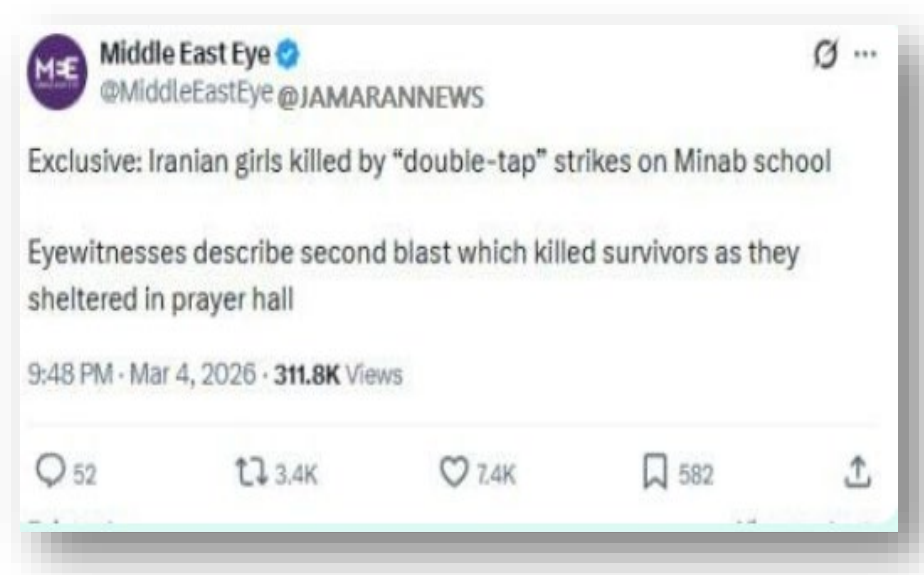 MEE
Middle East Eye
@MiddleEastEye @JAMARANNEWS
Exclusive: Iranian girls killed by “double-tap” strikes on Minab school
Eyewitnesses describe second blast which killed survivors as they
sheltered in prayer hall
9:48 PM · Mar 4, 2026 · 311.8K Views
52 3.4K 7.4K 582